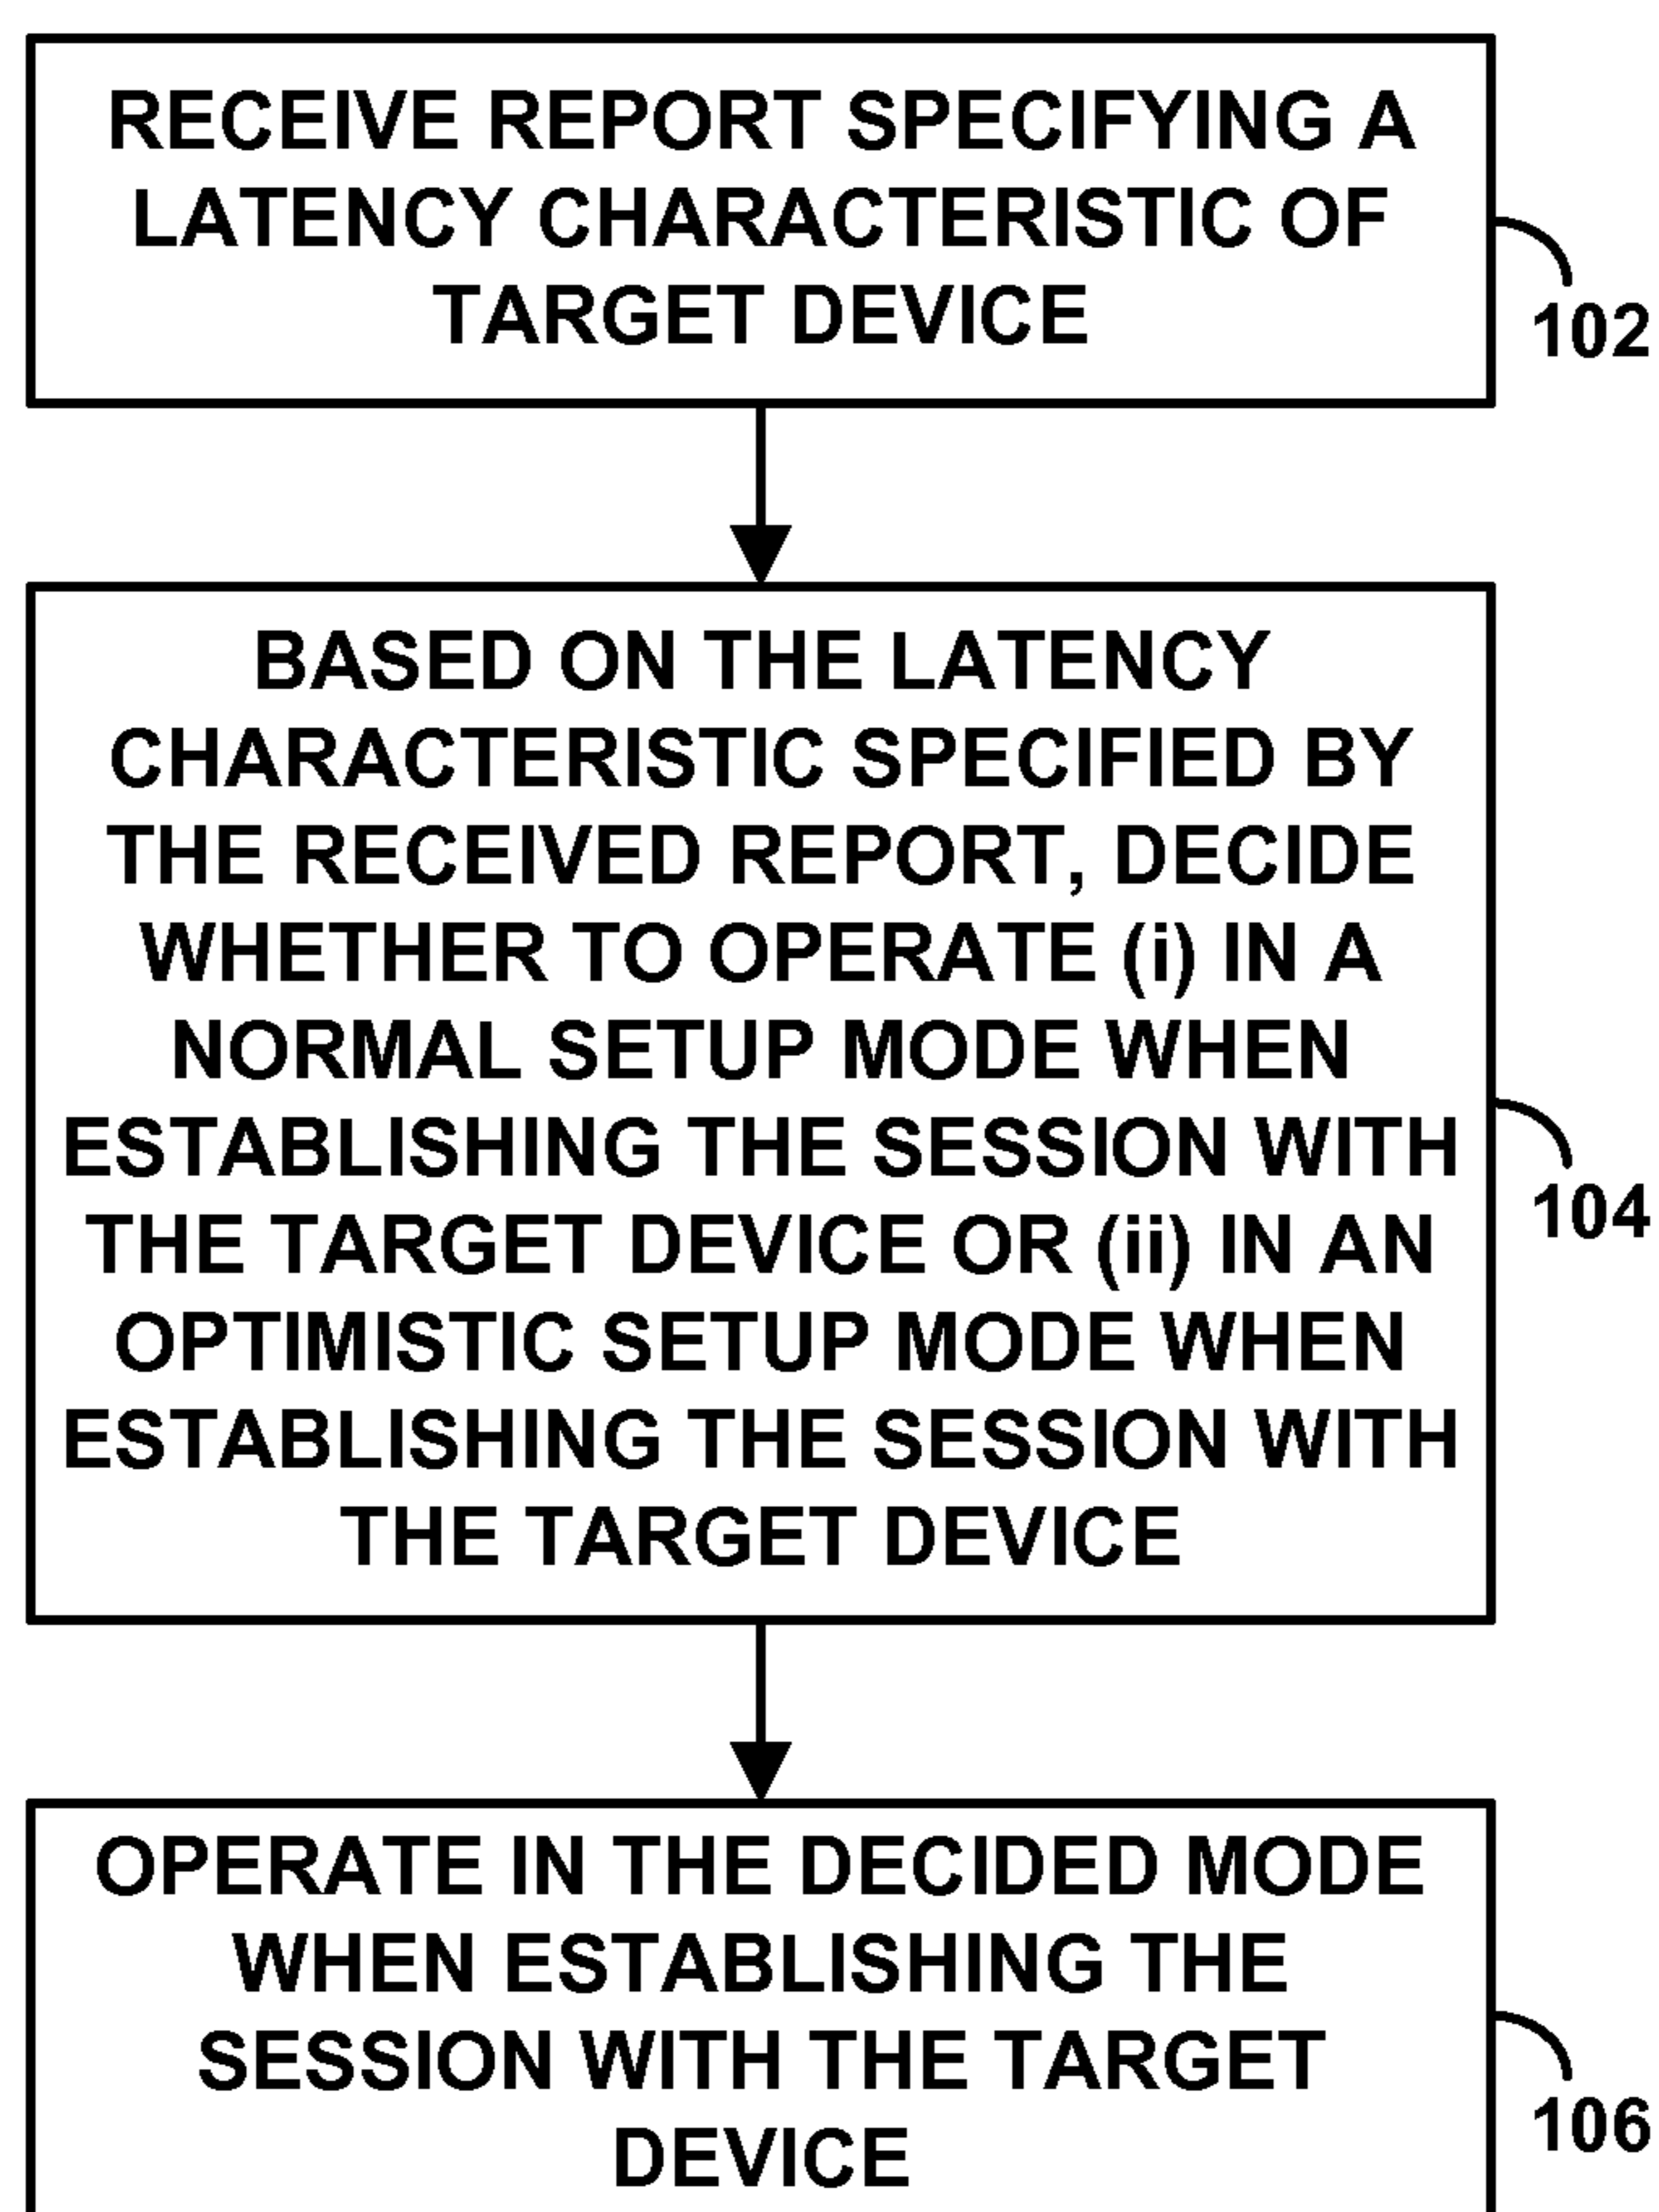 RECEIVE REPORT SPECIFYING A
LATENCY CHARACTERISTIC OF
TARGET DEVICE
102
BASED ON THE LATENCY
CHARACTERISTIC SPECIFIED BY
THE RECEIVED REPORT, DECIDE
WHETHER TO OPERATE (i) IN A
NORMAL SETUP MODE WHEN
ESTABLISHING THE SESSION WITH
THE TARGET DEVICE OR (ii) IN AN
OPTIMISTIC SETUP MODE WHEN
ESTABLISHING THE SESSION WITH
THE TARGET DEVICE
104
OPERATE IN THE DECIDED MODE
WHEN ESTABLISHING THE
SESSION WITH THE TARGET
DEVICE
106